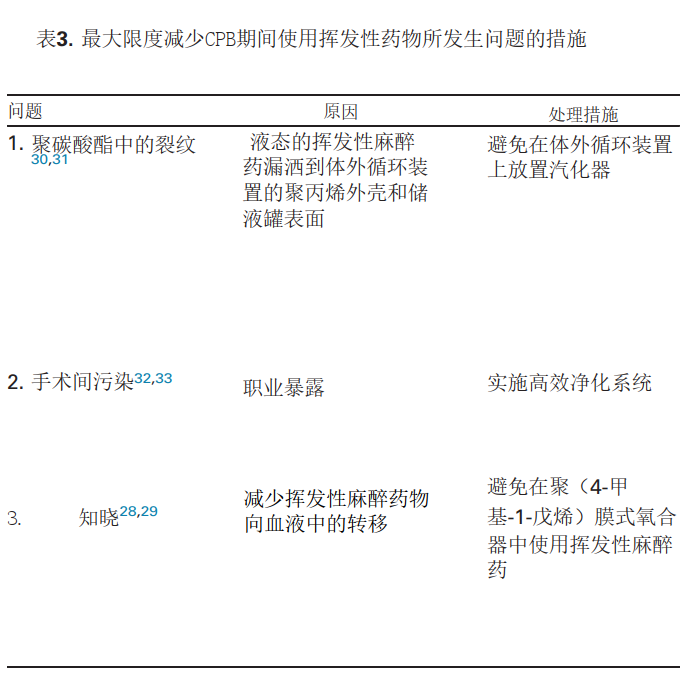 表3. 最大限度减少CPB期间使用挥发性药物所发生问题的措施
问题 原因 处理措施
1. 聚碳酸酯中的裂纹
30,31
液态的挥发性麻醉
药漏洒到体外循环装
置的聚丙烯外壳和储
液罐表面
避免在体外循环装置
上放置汽化器
2. 手术间污染32,33
职业暴露
实施高效净化系统
3. 知晓28,29
减少挥发性麻醉药物
向血液中的转移
避免在聚（4-甲
基-1-戊烯）膜式氧合
器中使用挥发性麻醉
药